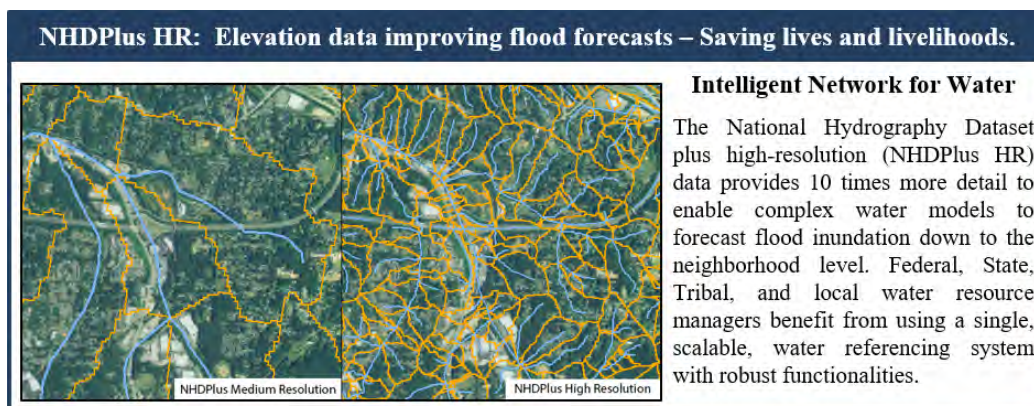 NHDPlus HR: Elevation data improving flood forecasts – Saving lives and livelihoods.
NHDPlus Medium Resolution
NHDPlus High Resolution
Intelligent Network for Water
The National Hydrography Dataset
plus high-resolution (NHDPlus HR)
data provides 10 times more detail to
enable complex water models to
forecast flood inundation down to the
neighborhood level. Federal, State,
Tribal, and local water resource
managers benefit from using a single,
scalable, water referencing system
with robust functionalities.